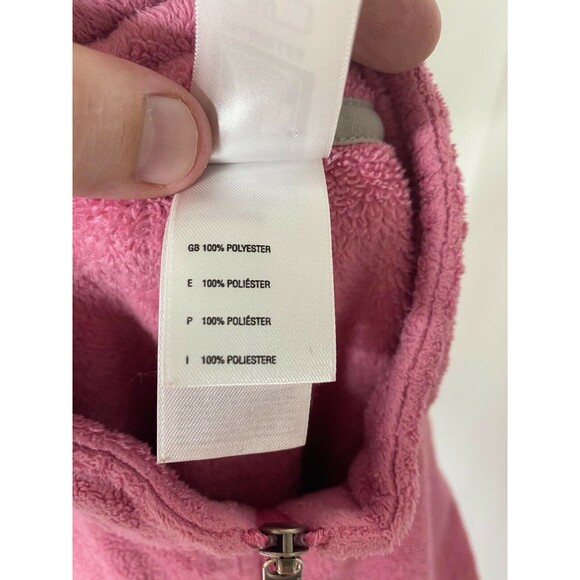 GB 100% POLYESTER
E 100% POLIÉSTER
P 100% POLIÉSTER
I 100% POLIESTERE